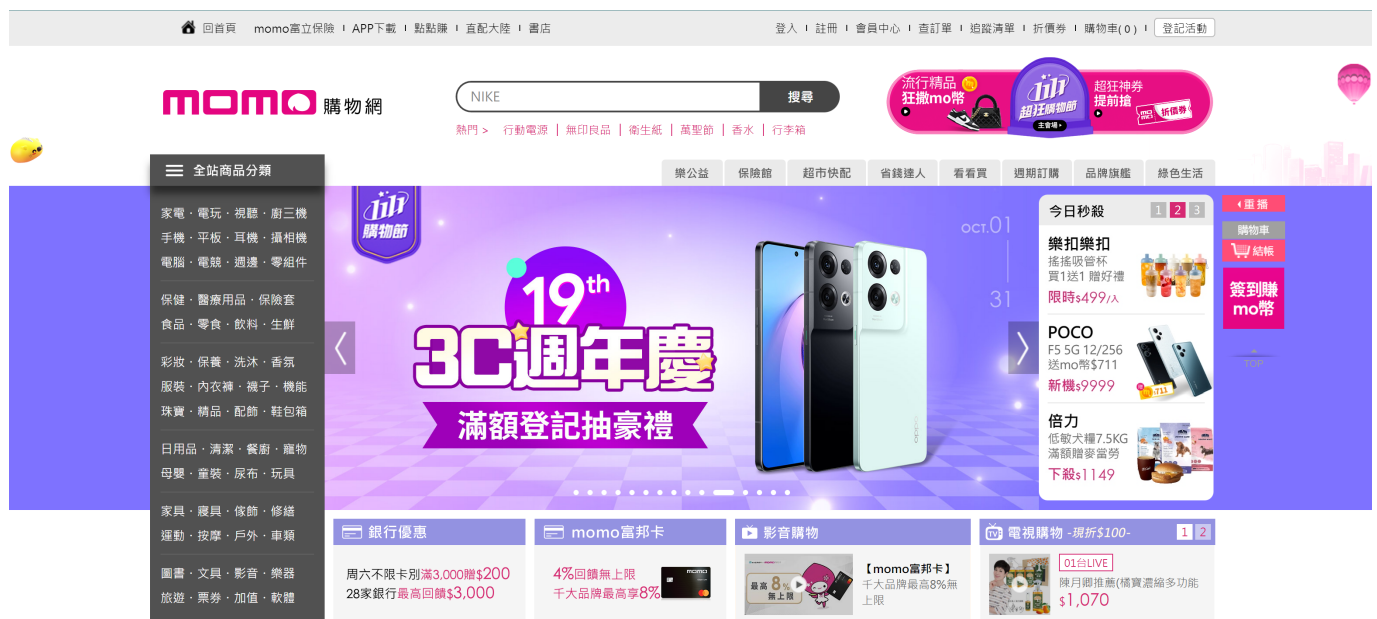 回首頁 momo富立保險 APP下載 點點賺 直配大陸 書店
登入 註冊 會員中心 查訂單 追蹤清單 折價券 購物車(0) 登記活動
momo 購物網
NIKE 搜尋
熱門 > 行動電源 無印良品 衛生紙 萬聖節 香水 行李箱
流行精品
狂撒mo幣
超狂購物節
主會場
超狂神券
提前搶
折價券
全站商品分類
樂公益 保險館 超市快配 省錢達人 看看買 週期訂購 品牌旗艦 綠色生活
家電 · 電玩 · 視聽 · 廚三機
手機 · 平板 · 耳機 · 攝相機
電腦 · 電競 · 週邊 · 零組件
保健 · 醫療用品 · 保險套
食品 · 零食 · 飲料 · 生鮮
彩妝 · 保養 · 洗沐 · 香氛
服裝 · 內衣褲 · 襪子 · 機能
珠寶 · 精品 · 配飾 · 鞋包箱
日用品 · 清潔 · 餐廚 · 寵物
母嬰 · 童裝 · 尿布 · 玩具
家具 · 寢具 · 傢飾 · 修繕
運動 · 按摩 · 戶外 · 車類
圖書 · 文具 · 影音 · 樂器
旅遊 · 票券 · 加值 · 軟體
購物節
19th
3C週年慶
滿額登記抽豪禮
OCT.01
31
oppo
今日秒殺 1 2 3
樂扣樂扣
搖搖吸管杯
買1送1 贈好禮
限時$499/入
POCO
F5 5G 12/256
送mo幣$711
新機$9999
倍力
低敏犬糧7.5KG
滿額贈麥當勞
下殺$1149
重播
購物車
結帳
簽到賺
mo幣
TOP
銀行優惠
周六不限卡別滿3,000贈$200
28家銀行最高回饋$3,000
momo富邦卡
4%回饋無上限
千大品牌最高享8%
影音購物
最高8%
無上限
【momo富邦卡】
千大品牌最高8%無
上限
電視購物 -現折$100- 1 2
01台LIVE
陳月卿推薦(橘寶濃縮多功能
$1,070